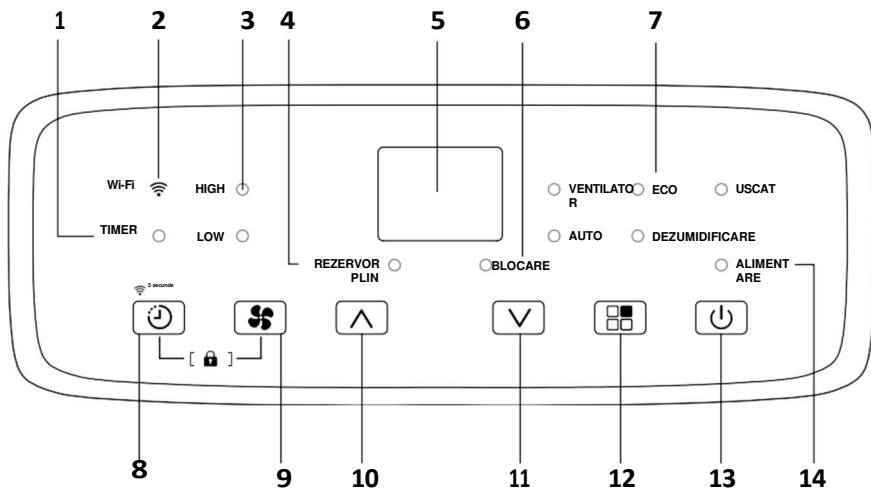 1 2 3 4 5 6 7
Wi-Fi HIGH VENTILATO ECO USCAT
R
TIMER LOW AUTO DEZUMIDIFICARE
REZERVOR BLOCARE ALIMENT
PLIN ARE
5 secunde
[ ]
8 9 10 11 12 13 14